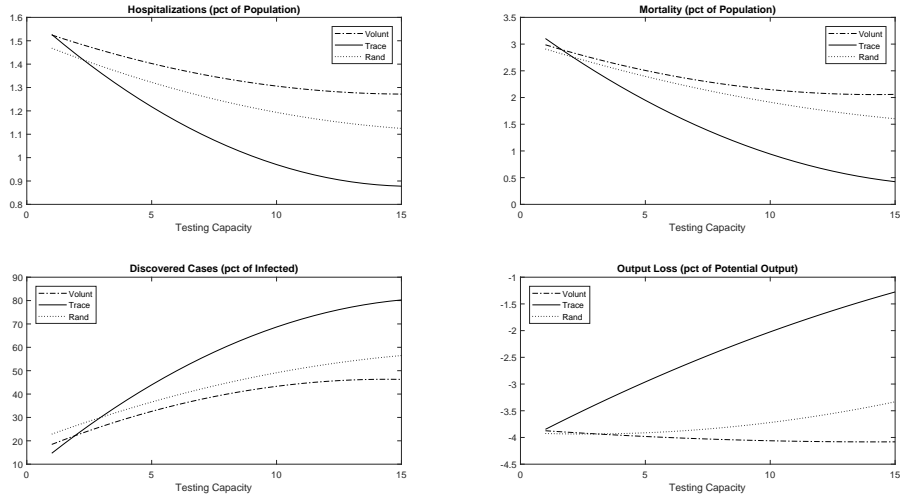 Hospitalizations (pct of Population)
1.6
1.5
1.4
1.3
1.2
1.1
1
0.9
0.8
0
5
10
15
Testing Capacity
Volunt
Trace
Rand
Mortality (pct of Population)
3.5
3
2.5
2
1.5
1
0.5
0
0
5
10
15
Testing Capacity
Volunt
Trace
Rand
Discovered Cases (pct of Infected)
90
80
70
60
50
40
30
20
10
0
5
10
15
Testing Capacity
Volunt
Trace
Rand
Output Loss (pct of Potential Output)
-1
-1.5
-2
-2.5
-3
-3.5
-4
-4.5
0
5
10
15
Testing Capacity
Volunt
Trace
Rand